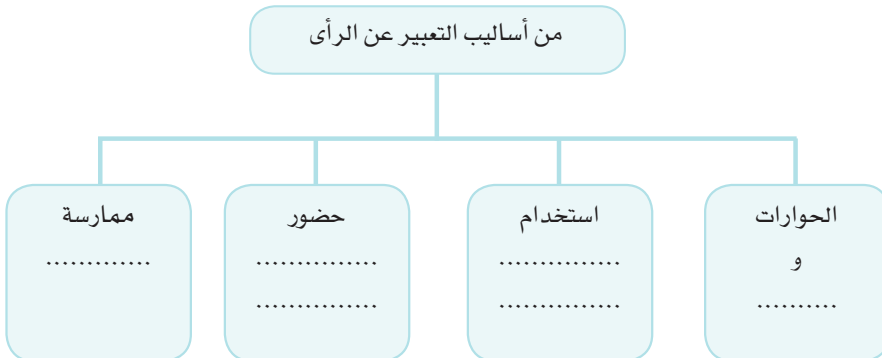 من أساليب التعبير عن الرأى
الحوارات
و
..........
استخدام
...............
...............
حضور
...............
...............
ممارسة
.............